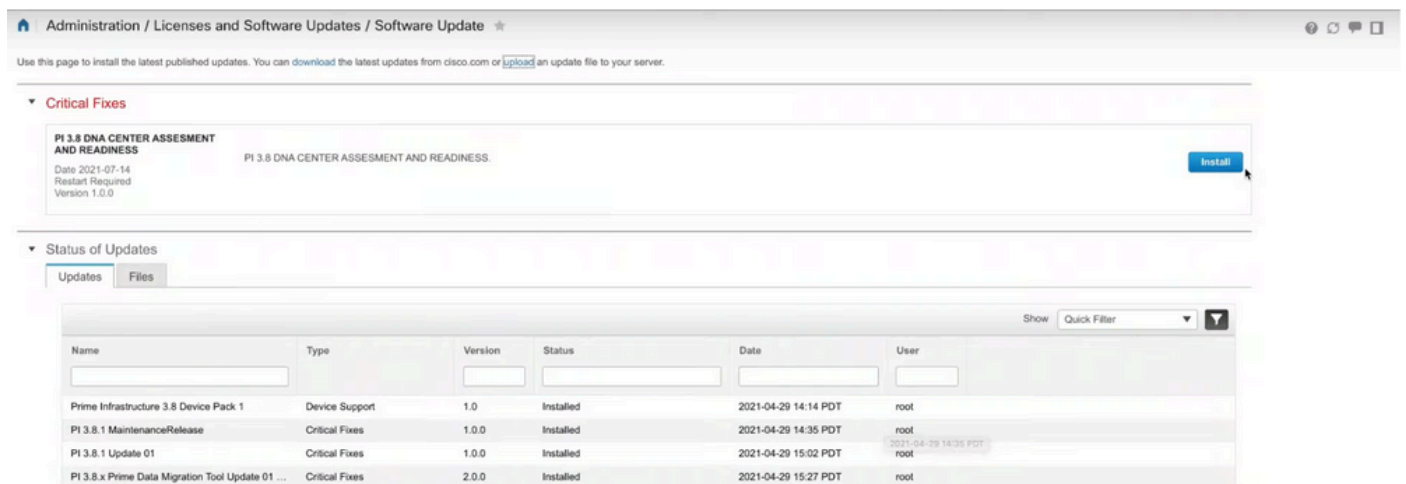 Administration / Licenses and Software Updates / Software Update
Use this page to install the latest published updates. You can download the latest updates from cisco.com or upload an update file to your server.
Critical Fixes
PI 3.8 DNA CENTER ASSESMENT
AND READINESS
Date 2021-07-14
Restart Required
Version 1.0.0
PI 3.8 DNA CENTER ASSESMENT AND READINESS.
Install
Status of Updates
Updates Files
Show Quick Filter
Name Type Version Status Date User
Prime Infrastructure 3.8 Device Pack 1 Device Support 1.0 Installed 2021-04-29 14:14 PDT root
PI 3.8.1 MaintenanceRelease Critical Fixes 1.0.0 Installed 2021-04-29 14:35 PDT root
2021-04-29 14:35 PDT
PI 3.8.1 Update 01 Critical Fixes 1.0.0 Installed 2021-04-29 15:02 PDT root
PI 3.8.x Prime Data Migration Tool Update 01 ... Critical Fixes 2.0.0 Installed 2021-04-29 15:27 PDT root